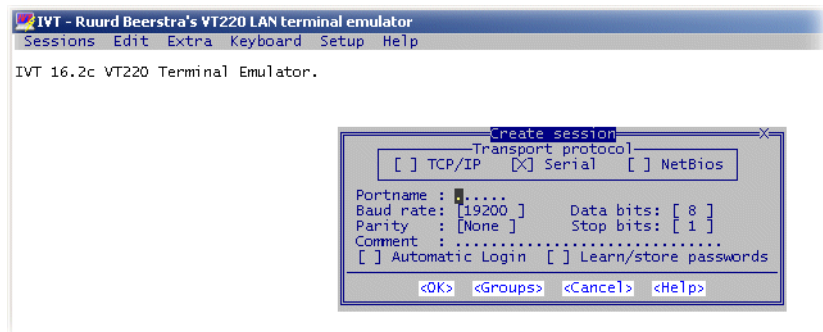 IVT - Ruurd Beerstra's VT220 LAN terminal emulator
Sessions Edit Extra Keyboard Setup Help
IVT 16.2c VT220 Terminal Emulator.
Create session
Transport protocol
[ ] TCP/IP [X] Serial [ ] NetBios
Portname : ......
Baud rate: [19200 ] Data bits: [ 8 ]
Parity : [None ] Stop bits: [ 1 ]
Comment : ..............................
[ ] Automatic Login [ ] Learn/store passwords
<OK> <Groups> <Cancel> <Help>